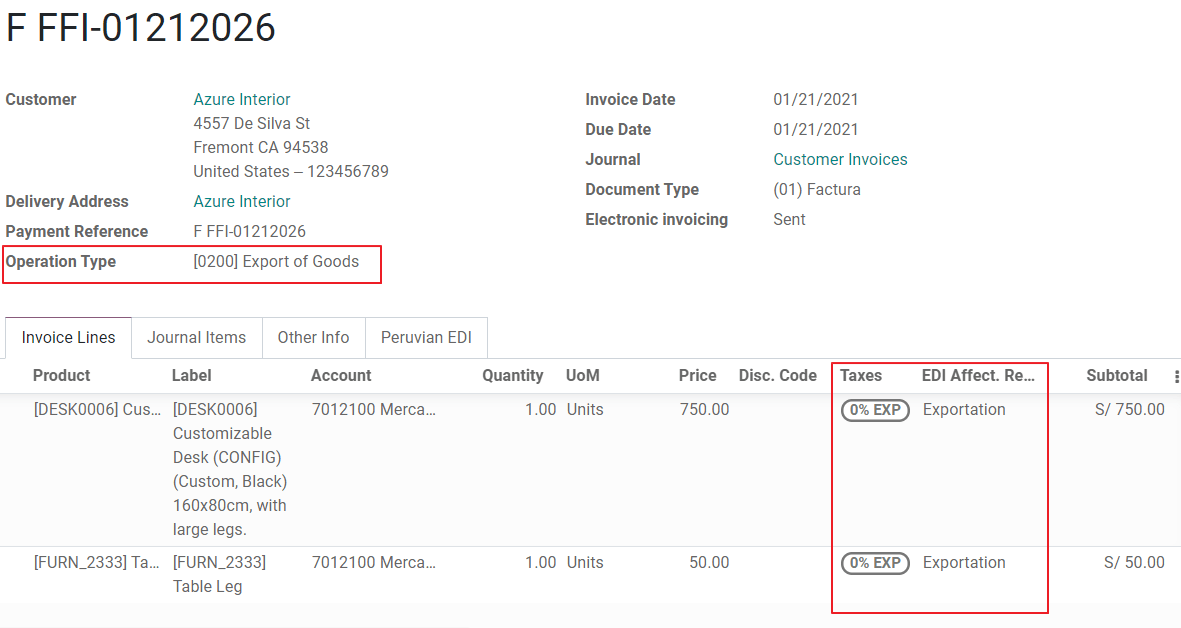 F FFI-01212026
Customer Azure Interior
4557 De Silva St
Fremont CA 94538
United States – 123456789
Delivery Address Azure Interior
Payment Reference F FFI-01212026
Operation Type [0200] Export of Goods
Invoice Date 01/21/2021
Due Date 01/21/2021
Journal Customer Invoices
Document Type (01) Factura
Electronic invoicing Sent
Invoice Lines Journal Items Other Info Peruvian EDI
Product Label Account Quantity UoM Price Disc. Code Taxes EDI Affect. Re... Subtotal
[DESK0006] Cus... [DESK0006] 7012100 Merca... 1.00 Units 750.00 0% EXP Exportation S/ 750.00
Customizable
Desk (CONFIG)
(Custom, Black)
160x80cm, with
large legs.
[FURN_2333] Ta... [FURN_2333] 7012100 Merca... 1.00 Units 50.00 0% EXP Exportation S/ 50.00
Table Leg